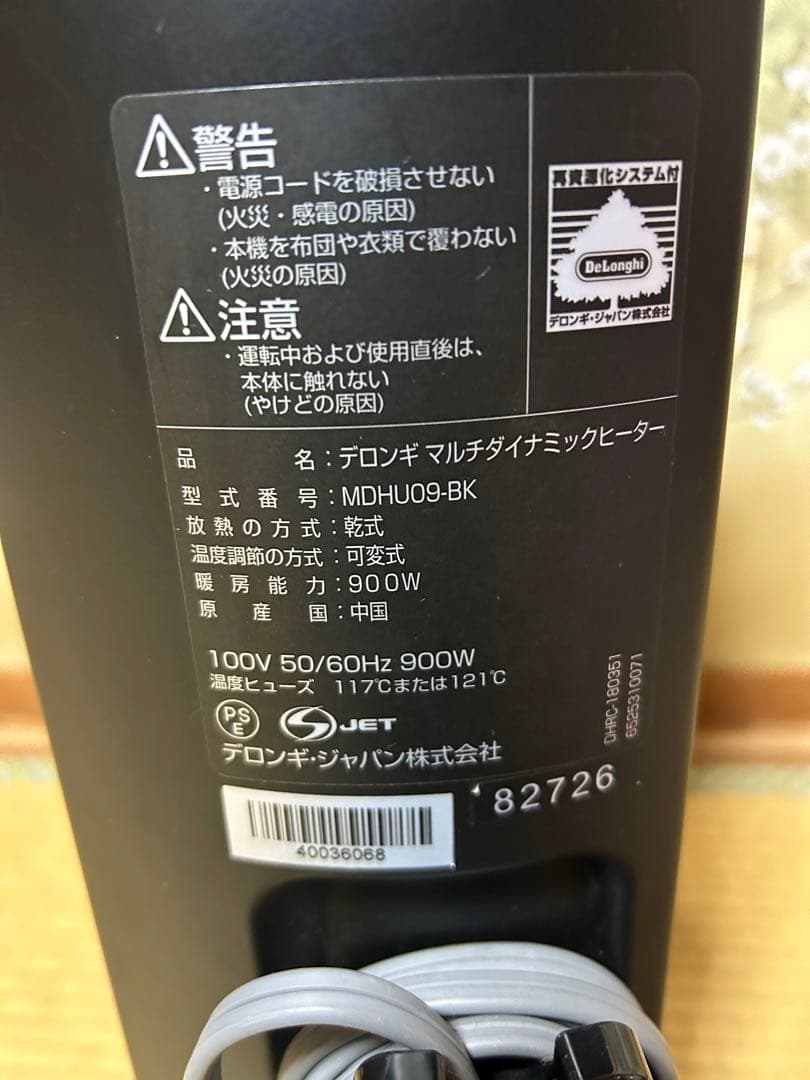 警告
・電源コードを破損させない
(火災・感電の原因)
・本機を布団や衣類で覆わない
(火災の原因)
注意
・運転中および使用直後は、
本体に触れない
(やけどの原因)
再資源化システム付
DeLonghi
デロンギ・ジャパン株式会社
品名：デロンギ マルチダイナミックヒーター
型式番号：MDHU09-BK
放熱の方式：乾式
温度調節の方式：可変式
暖房能力：900W
原産国：中国
100V 50/60Hz 900W
温度ヒューズ 117℃または121℃
PSE
JET
デロンギ・ジャパン株式会社
DHRC-180351
6525310071
82726
40036068